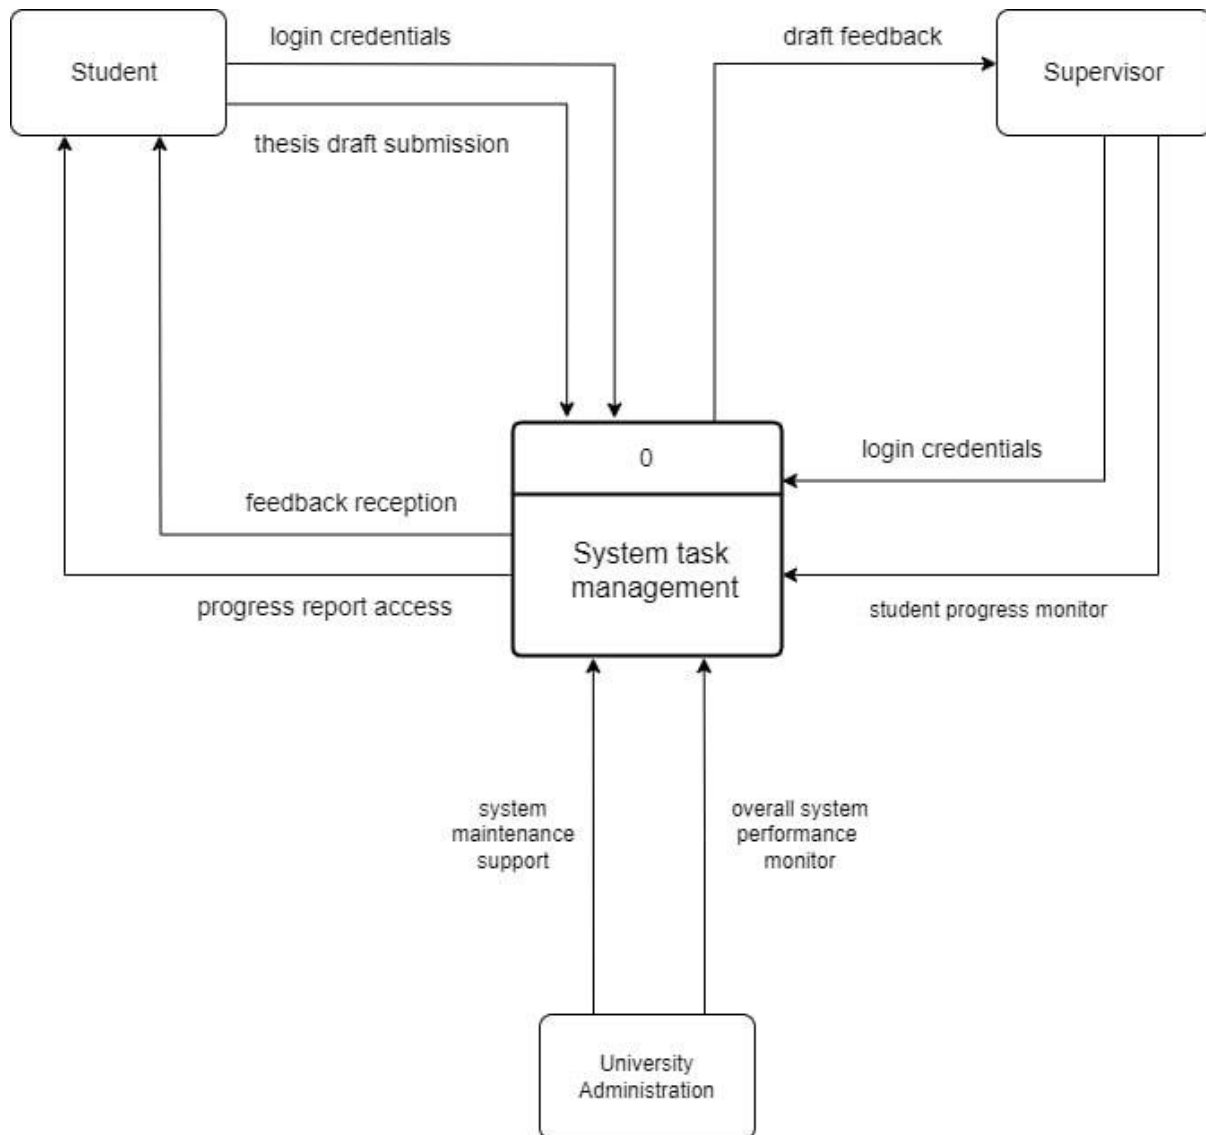 login credentials
draft feedback
Student
Supervisor
thesis draft submission
0
login credentials
feedback reception
System task
management
progress report access
student progress monitor
system
maintenance
support
overall system
performance
monitor
University
Administration